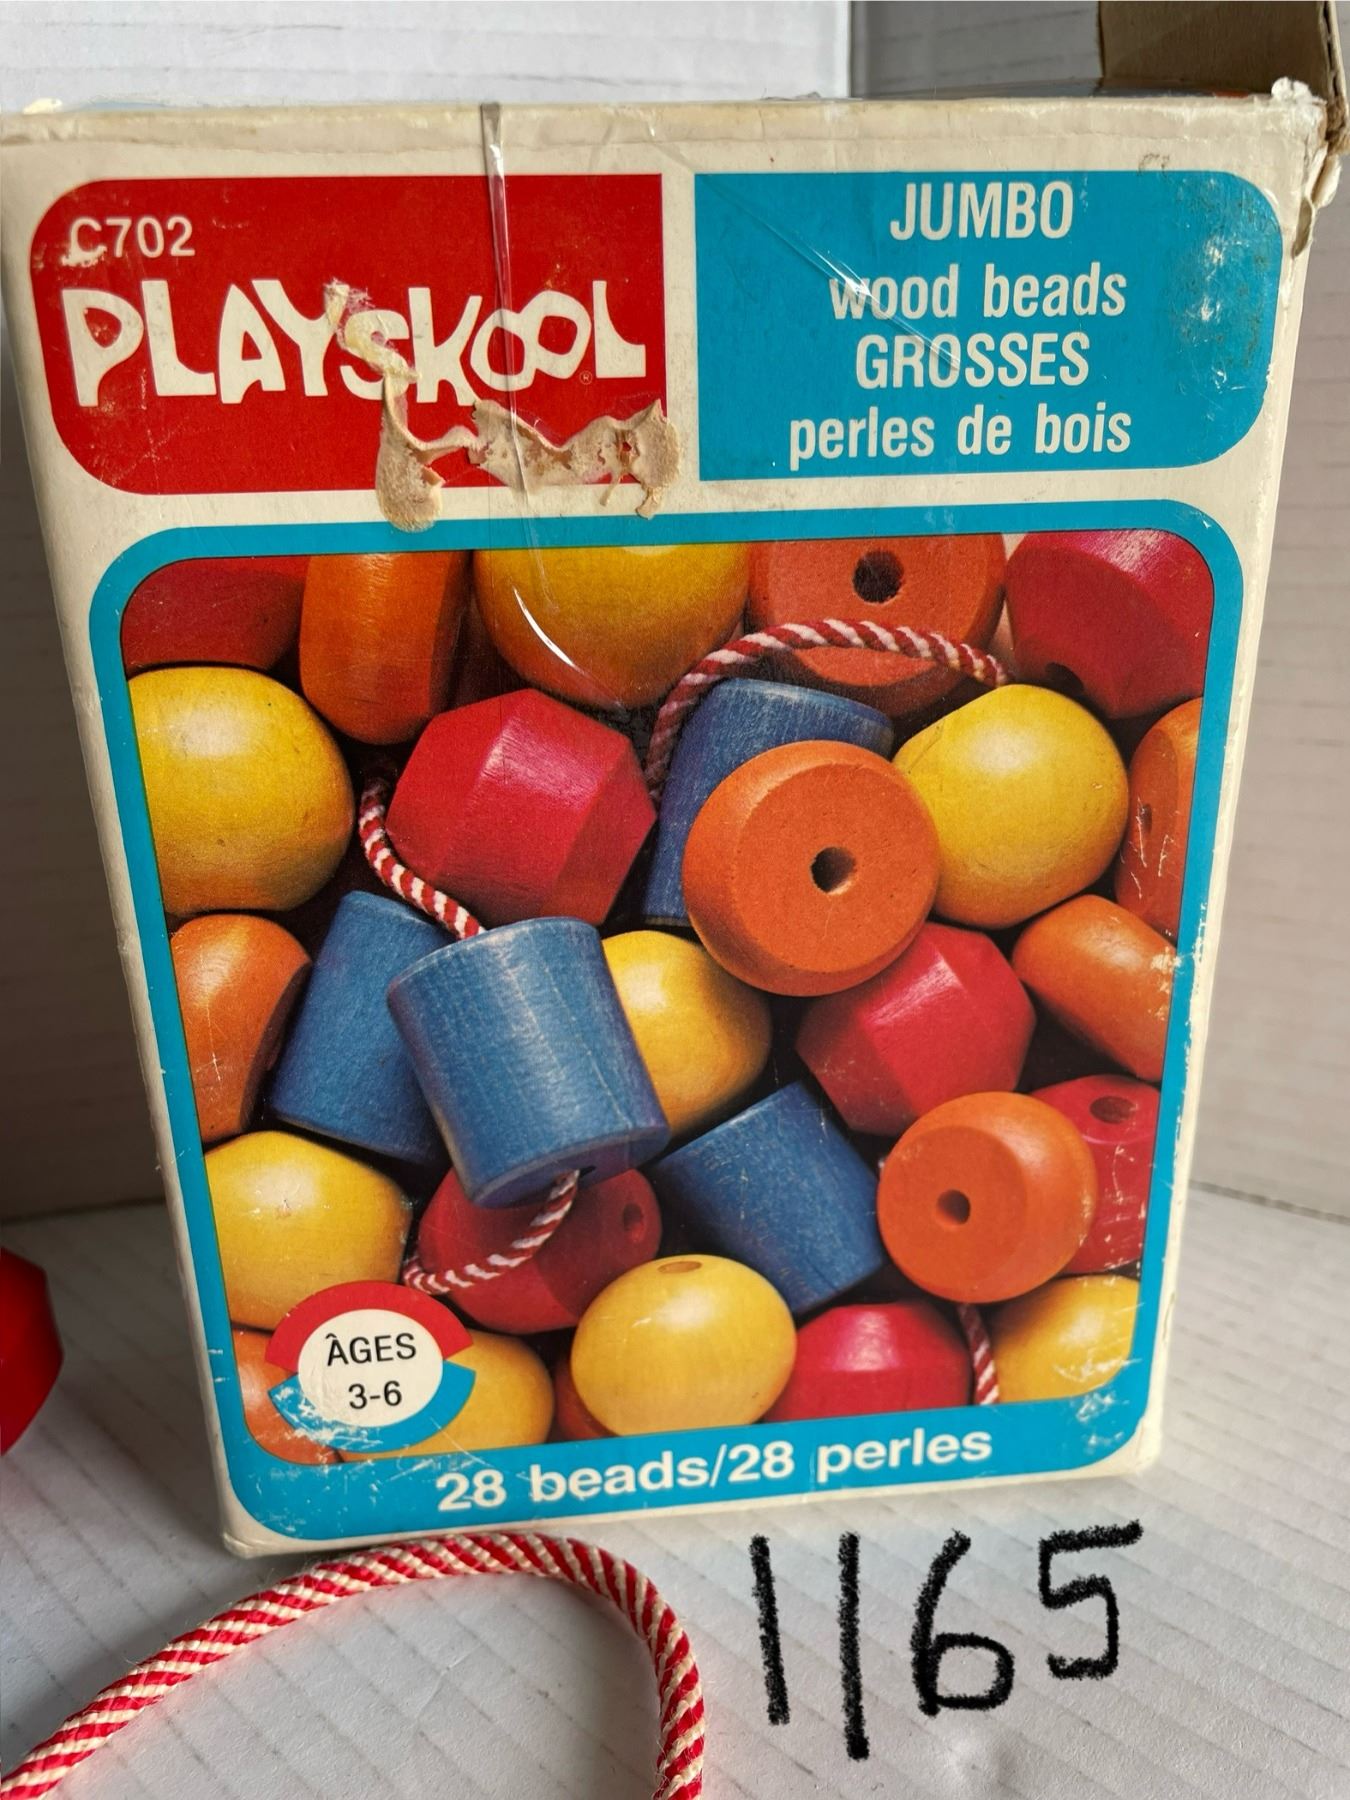 C702
PLAYSKOOL®
JUMBO
wood beads
GROSSES
perles de bois
ÂGES
3-6
28 beads/28 perles
1165